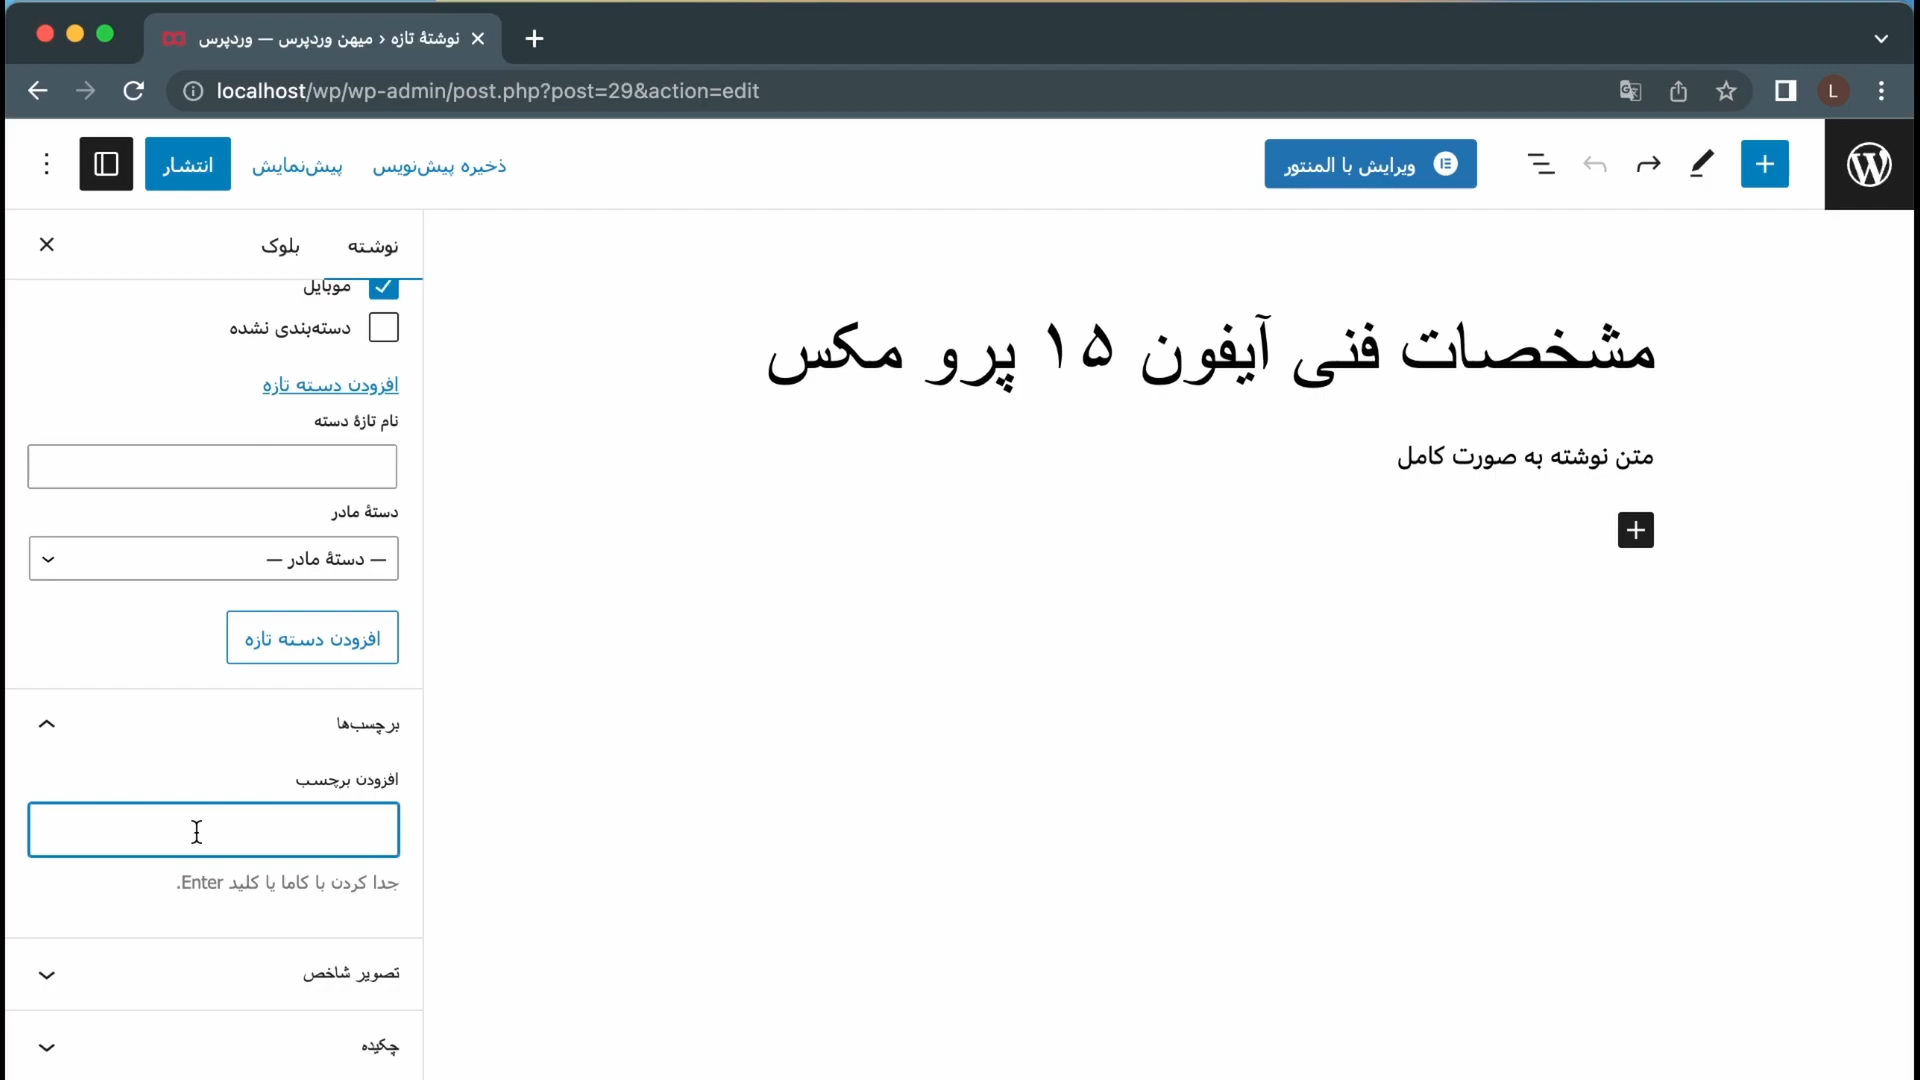 نوشتهٔ تازه ‹ میهن وردپرس — وردپرس
localhost/wp/wp-admin/post.php?post=29&action=edit
L
ویرایش با المنتور
ذخیره پیش‌نویس
پیش‌نمایش
انتشار
نوشته
بلوک
موبایل
دسته‌بندی نشده
افزودن دسته تازه
نام تازهٔ دسته
دستهٔ مادر
— دستهٔ مادر —
افزودن دسته تازه
برچسب‌ها
افزودن برچسب
جدا کردن با کاما یا کلید Enter.
تصویر شاخص
چکیده
مشخصات فنی آیفون ۱۵ پرو مکس
متن نوشته به صورت کامل